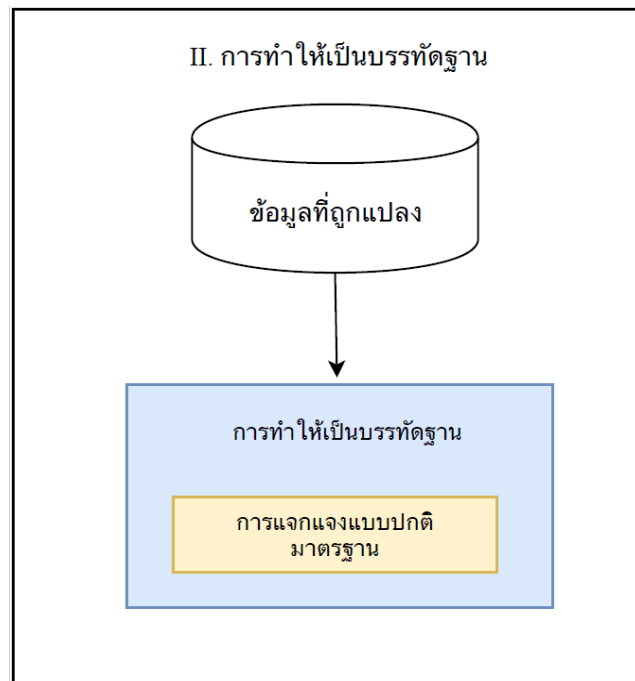 II. การทำให้เป็นบรรทัดฐาน
ข้อมูลที่ถูกแปลง
การทำให้เป็นบรรทัดฐาน
การแจกแจงแบบปกติ
มาตรฐาน